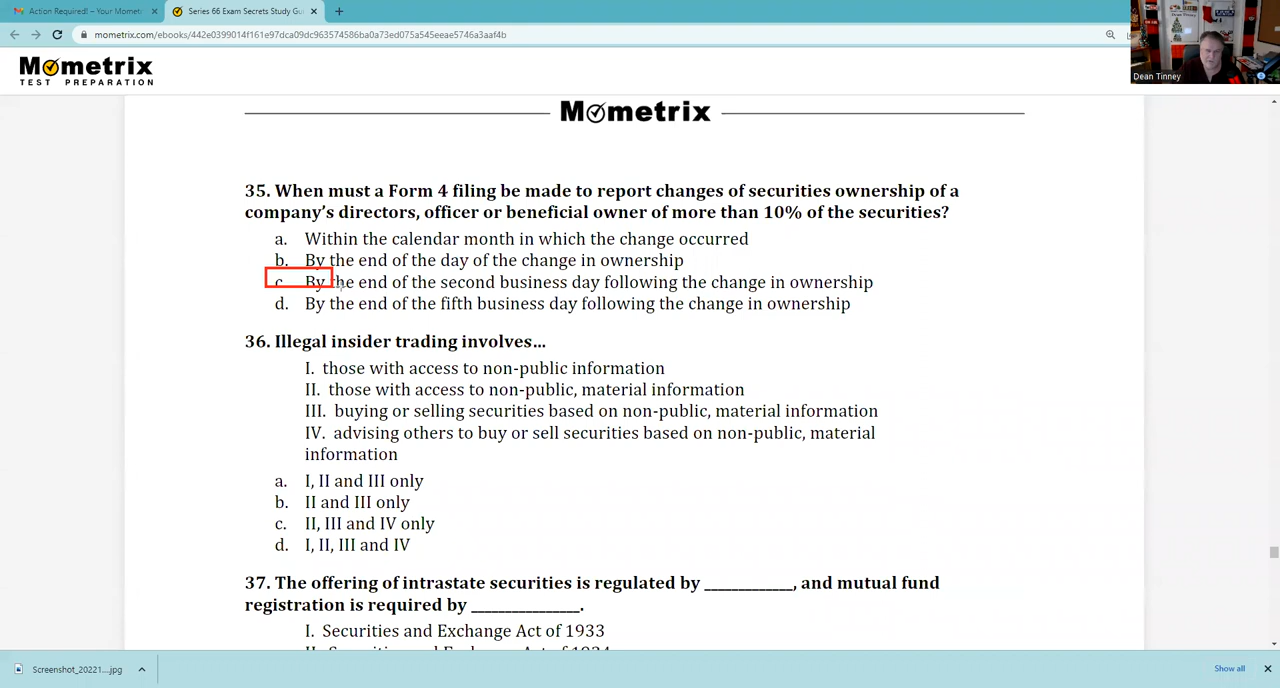 Action Required! – Your Momet
Series 66 Exam Secrets Study Gu
mometrix.com/ebooks/442e0399014f161e97dca09dc963574586ba0a73ed075a545eeae5746a3aaf4b
Mometrix
TEST PREPARATION
Dean Tinney
Mometrix
35. When must a Form 4 filing be made to report changes of securities ownership of a
company's directors, officer or beneficial owner of more than 10% of the securities?
a. Within the calendar month in which the change occurred
b. By the end of the day of the change in ownership
c. By the end of the second business day following the change in ownership
d. By the end of the fifth business day following the change in ownership
36. Illegal insider trading involves…
I. those with access to non-public information
II. those with access to non-public, material information
III. buying or selling securities based on non-public, material information
IV. advising others to buy or sell securities based on non-public, material
information
a. I, II and III only
b. II and III only
c. II, III and IV only
d. I, II, III and IV
37. The offering of intrastate securities is regulated by ____________, and mutual fund
registration is required by _______________.
I. Securities and Exchange Act of 1933
Screenshot_20221....jpg
Show all